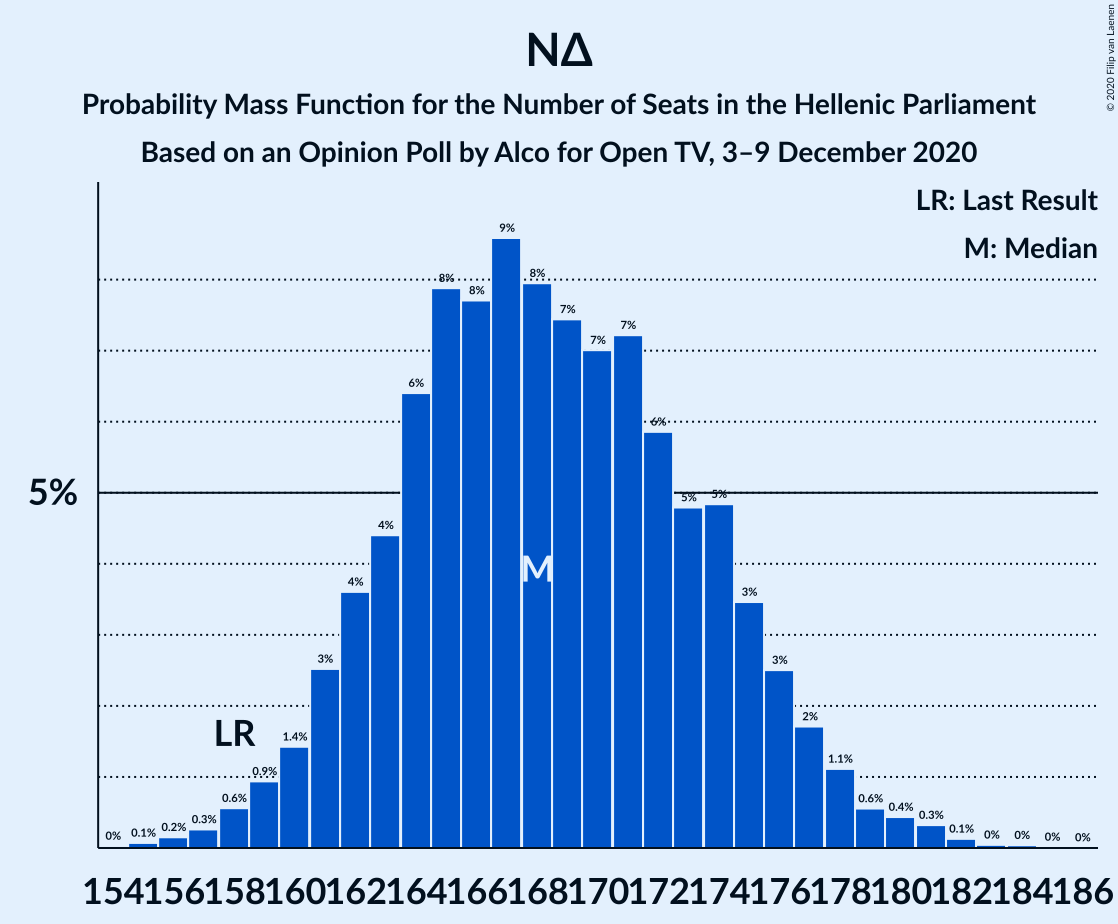 © 2020 Filip van Laenen
ΝΔ
Probability Mass Function for the Number of Seats in the Hellenic Parliament
Based on an Opinion Poll by Alco for Open TV, 3–9 December 2020
LR: Last Result
M: Median
5%
LR
M
0% 0.1% 0.2% 0.3% 0.6% 0.9% 1.4% 3% 4% 4% 6% 8% 8% 9% 8% 7% 7% 7% 6% 5% 5% 3% 3% 2% 1.1% 0.6% 0.4% 0.3% 0.1% 0% 0% 0% 0%
154 156 158 160 162 164 166 168 170 172 174 176 178 180 182 184 186